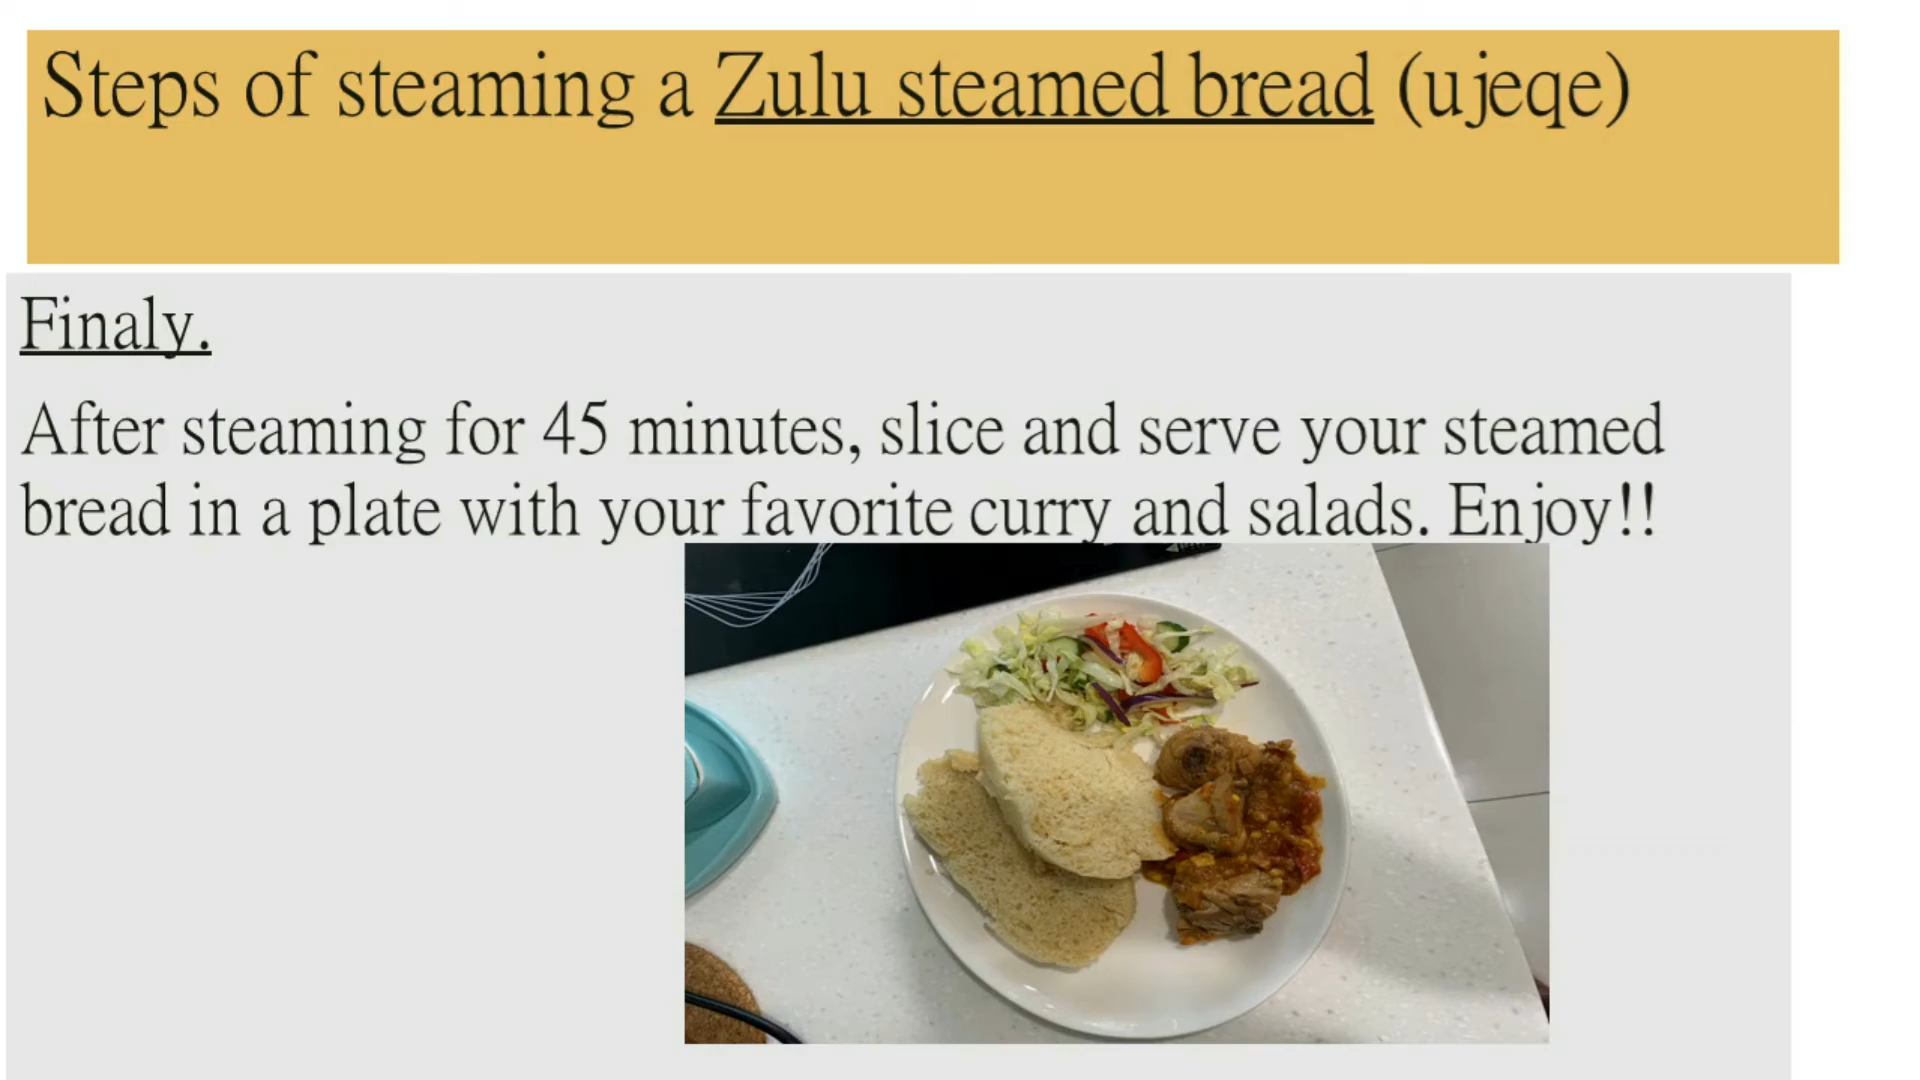 Steps of steaming a Zulu steamed bread (ujeqe)
Finaly.
After steaming for 45 minutes, slice and serve your steamed
bread in a plate with your favorite curry and salads. Enjoy!!